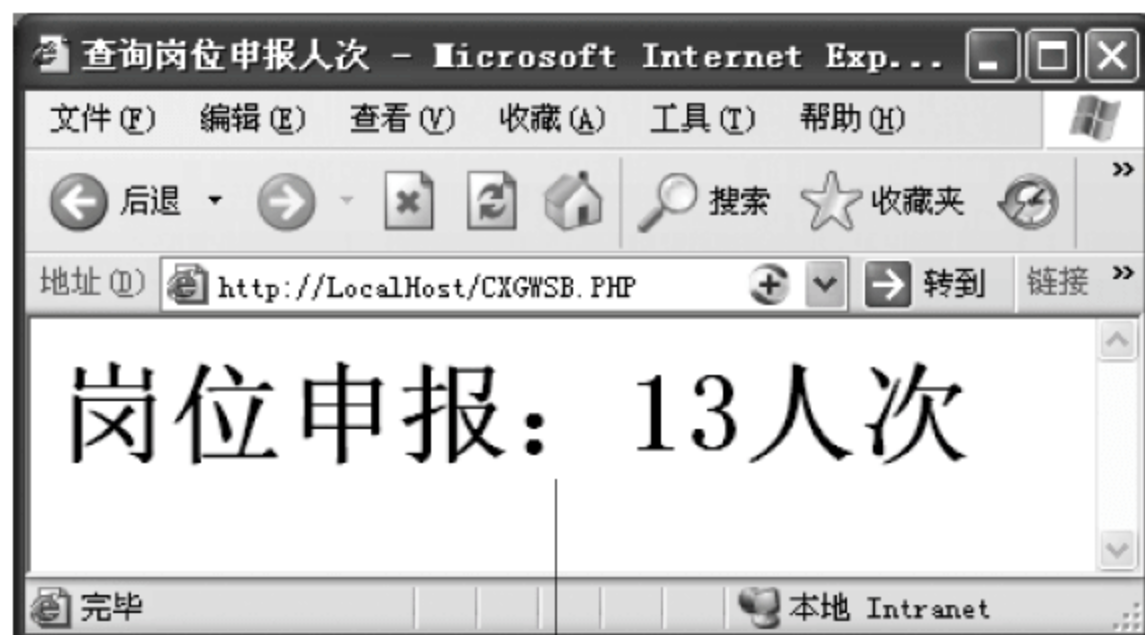 查询岗位申报人次 - Microsoft Internet Exp...
文件(F) 编辑(E) 查看(V) 收藏(A) 工具(T) 帮助(H)
后退 搜索 收藏夹 »
地址(D) http://LocalHost/CXGWSB.PHP 转到 链接 »
岗位申报：13人次
完毕 本地 Intranet